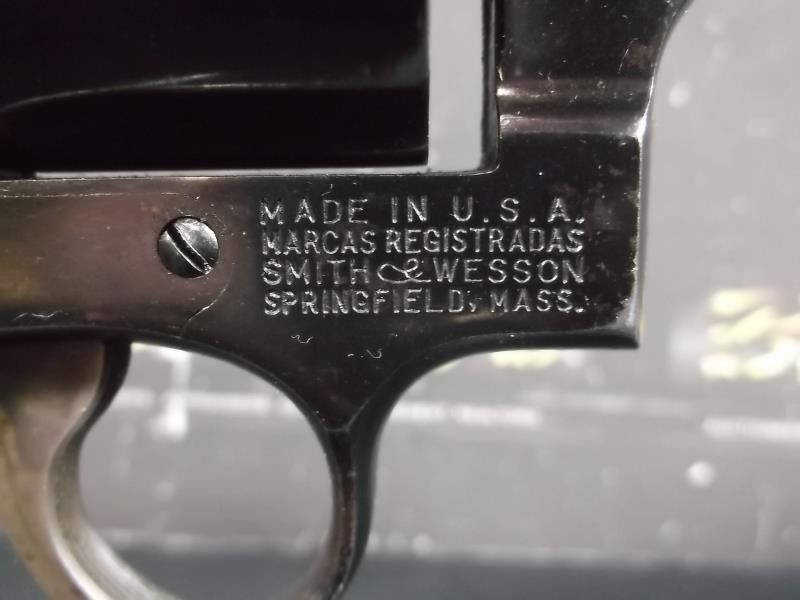 MADE IN U.S.A.
MARCAS REGISTRADAS
SMITH & WESSON
SPRINGFIELD, MASS.